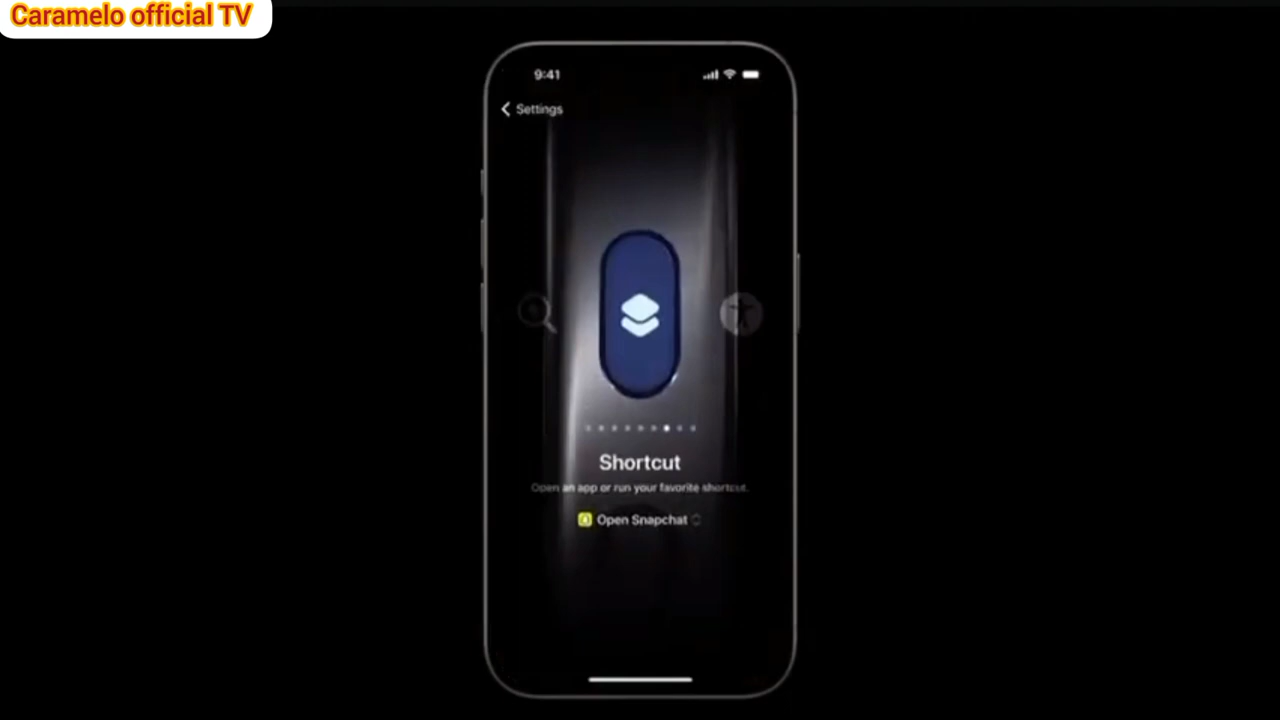 Caramelo official TV
9:41
Settings
Shortcut
Open an app or run your favorite shortcut.
Open Snapchat